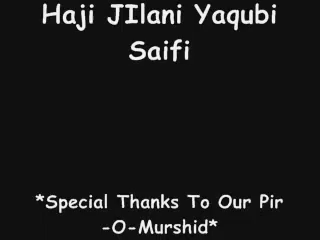 Haji JIlani Yaqubi
Saifi
*Special Thanks To Our Pir
-O-Murshid*